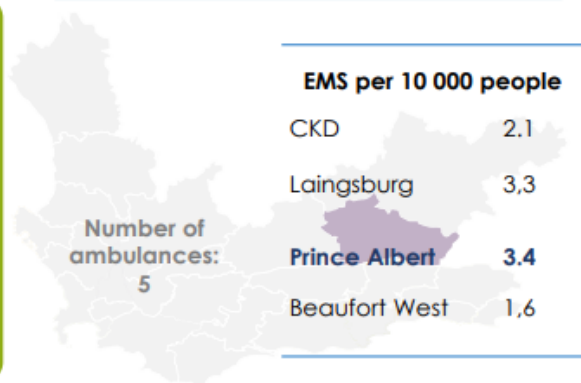 EMS per 10 000 people
CKD 2.1
Laingsburg 3,3
Number of
ambulances:
5
Prince Albert 3.4
Beaufort West 1,6